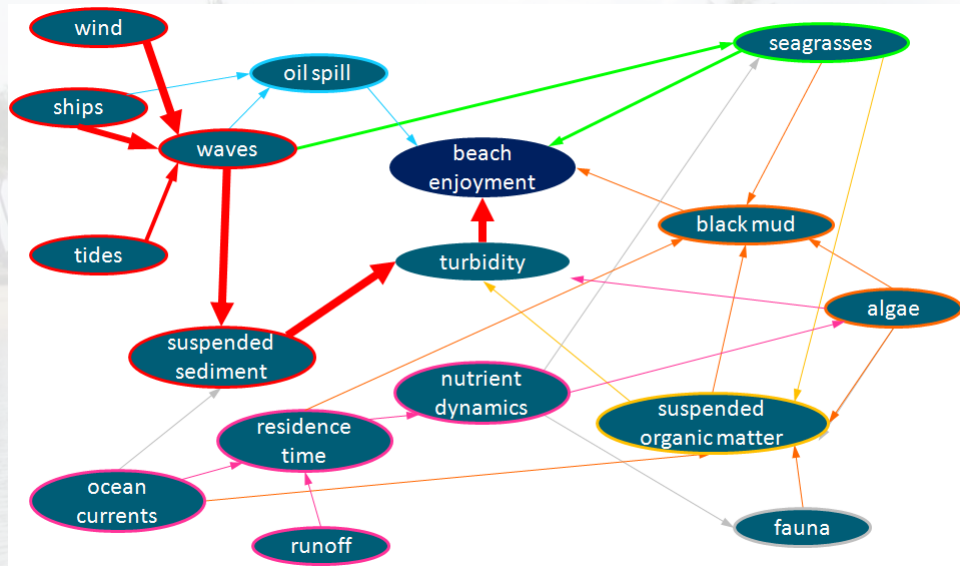 wind
seagrasses
oil spill
ships
waves
beach
enjoyment
black mud
tides
turbidity
algae
suspended
sediment
nutrient
dynamics
suspended
organic matter
residence
time
ocean
currents
fauna
runoff